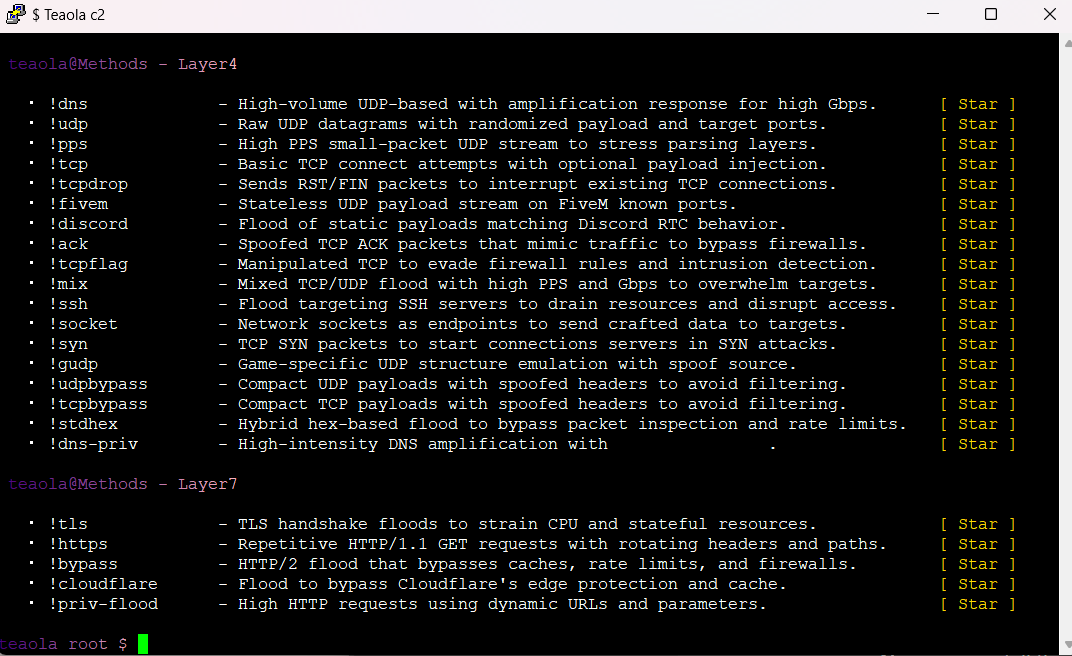 $ Teaola c2
teaola@Methods - Layer4
· !dns - High-volume UDP-based with amplification response for high Gbps. [ Star ]
· !udp - Raw UDP datagrams with randomized payload and target ports. [ Star ]
· !pps - High PPS small-packet UDP stream to stress parsing layers. [ Star ]
· !tcp - Basic TCP connect attempts with optional payload injection. [ Star ]
· !tcpdrop - Sends RST/FIN packets to interrupt existing TCP connections. [ Star ]
· !fivem - Stateless UDP payload stream on FiveM known ports. [ Star ]
· !discord - Flood of static payloads matching Discord RTC behavior. [ Star ]
· !ack - Spoofed TCP ACK packets that mimic traffic to bypass firewalls. [ Star ]
· !tcpflag - Manipulated TCP to evade firewall rules and intrusion detection. [ Star ]
· !mix - Mixed TCP/UDP flood with high PPS and Gbps to overwhelm targets. [ Star ]
· !ssh - Flood targeting SSH servers to drain resources and disrupt access. [ Star ]
· !socket - Network sockets as endpoints to send crafted data to targets. [ Star ]
· !syn - TCP SYN packets to start connections servers in SYN attacks. [ Star ]
· !gudp - Game-specific UDP structure emulation with spoof source. [ Star ]
· !udpbypass - Compact UDP payloads with spoofed headers to avoid filtering. [ Star ]
· !tcpbypass - Compact TCP payloads with spoofed headers to avoid filtering. [ Star ]
· !stdhex - Hybrid hex-based flood to bypass packet inspection and rate limits. [ Star ]
· !dns-priv - High-intensity DNS amplification with . [ Star ]
teaola@Methods - Layer7
· !tls - TLS handshake floods to strain CPU and stateful resources. [ Star ]
· !https - Repetitive HTTP/1.1 GET requests with rotating headers and paths. [ Star ]
· !bypass - HTTP/2 flood that bypasses caches, rate limits, and firewalls. [ Star ]
· !cloudflare - Flood to bypass Cloudflare's edge protection and cache. [ Star ]
· !priv-flood - High HTTP requests using dynamic URLs and parameters. [ Star ]
teaola root $